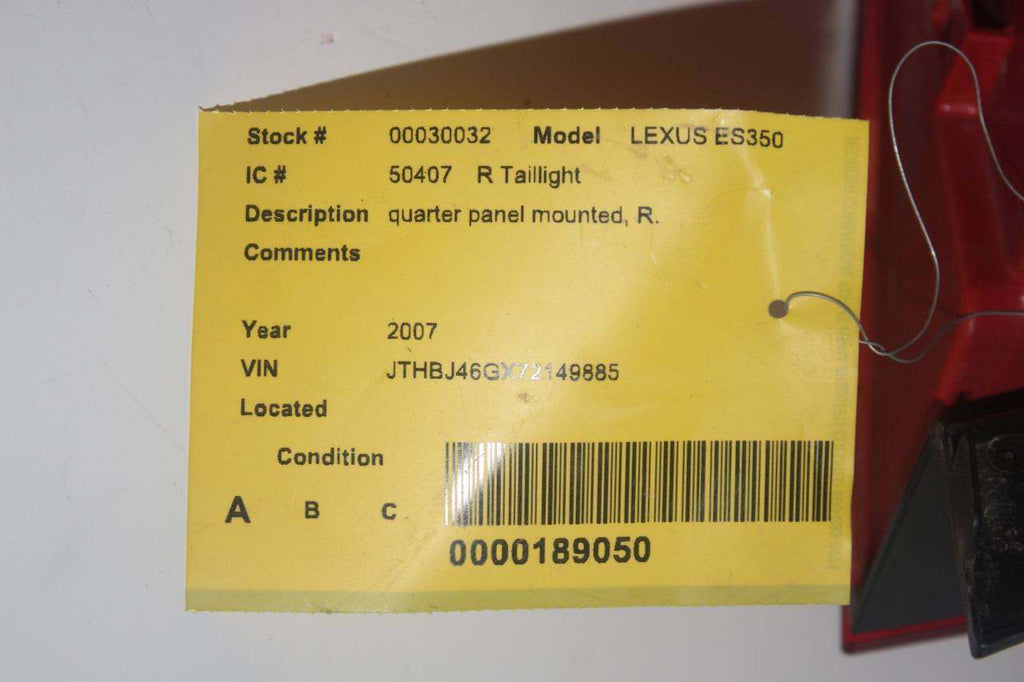 Stock # 00030032 Model LEXUS ES350
IC # 50407 R Taillight
Description quarter panel mounted, R.
Comments
Year 2007
VIN JTHBJ46GX72149885
Located
Condition
A B C
0000189050